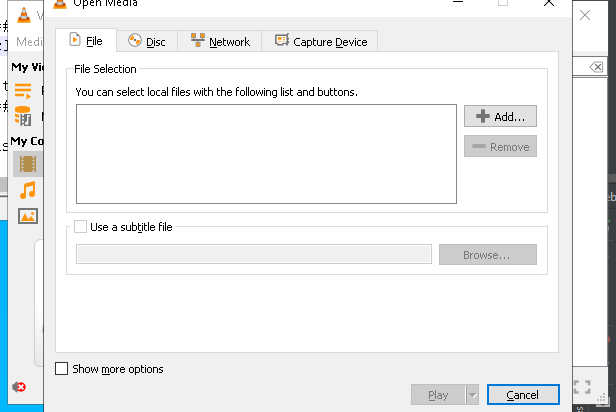 Open Media
Medi
File
Disc
Network
Capture Device
My Vi
File Selection
You can select local files with the following list and buttons.
Add...
Remove
My Co
Use a subtitle file
Browse...
Show more options
Play
Cancel